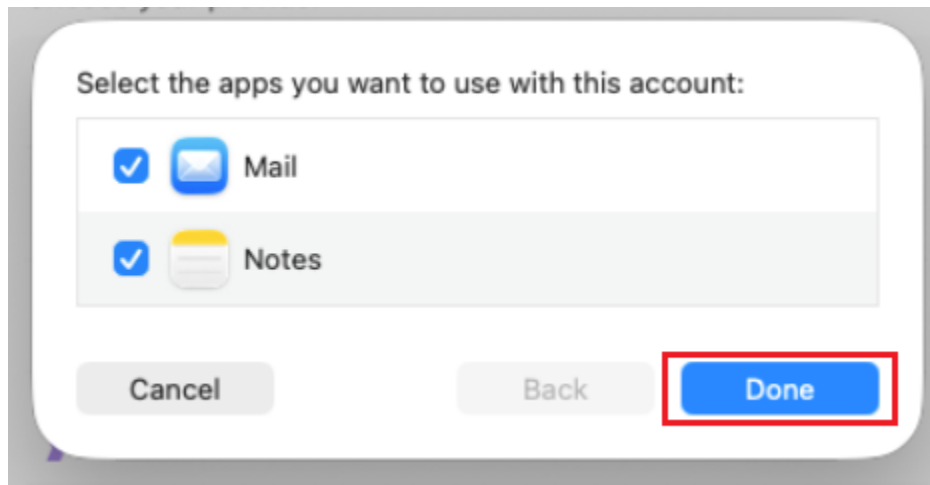 Select the apps you want to use with this account:
Mail
Notes
Cancel Back Done